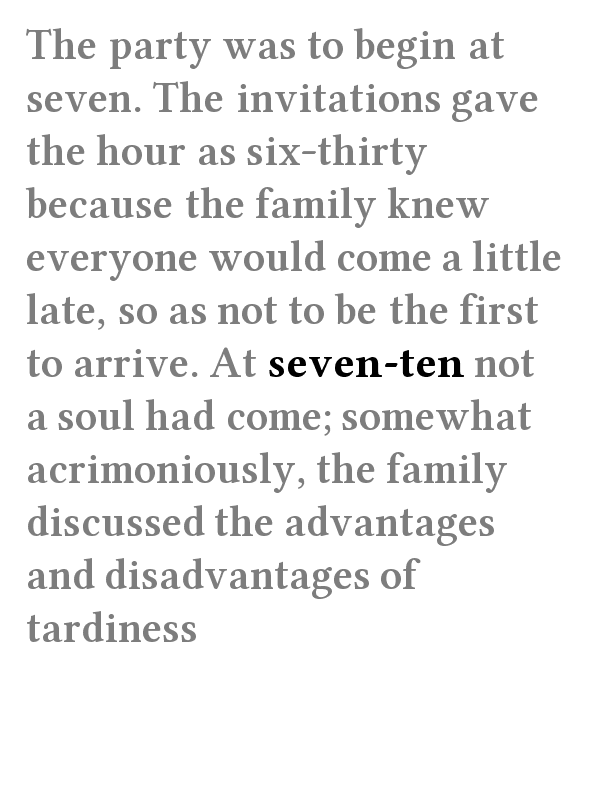 The party was to begin at
seven. The invitations gave
the hour as six-thirty
because the family knew
everyone would come a little
late, so as not to be the first
to arrive. At seven-ten not
a soul had come; somewhat
acrimoniously, the family
discussed the advantages
and disadvantages of
tardiness